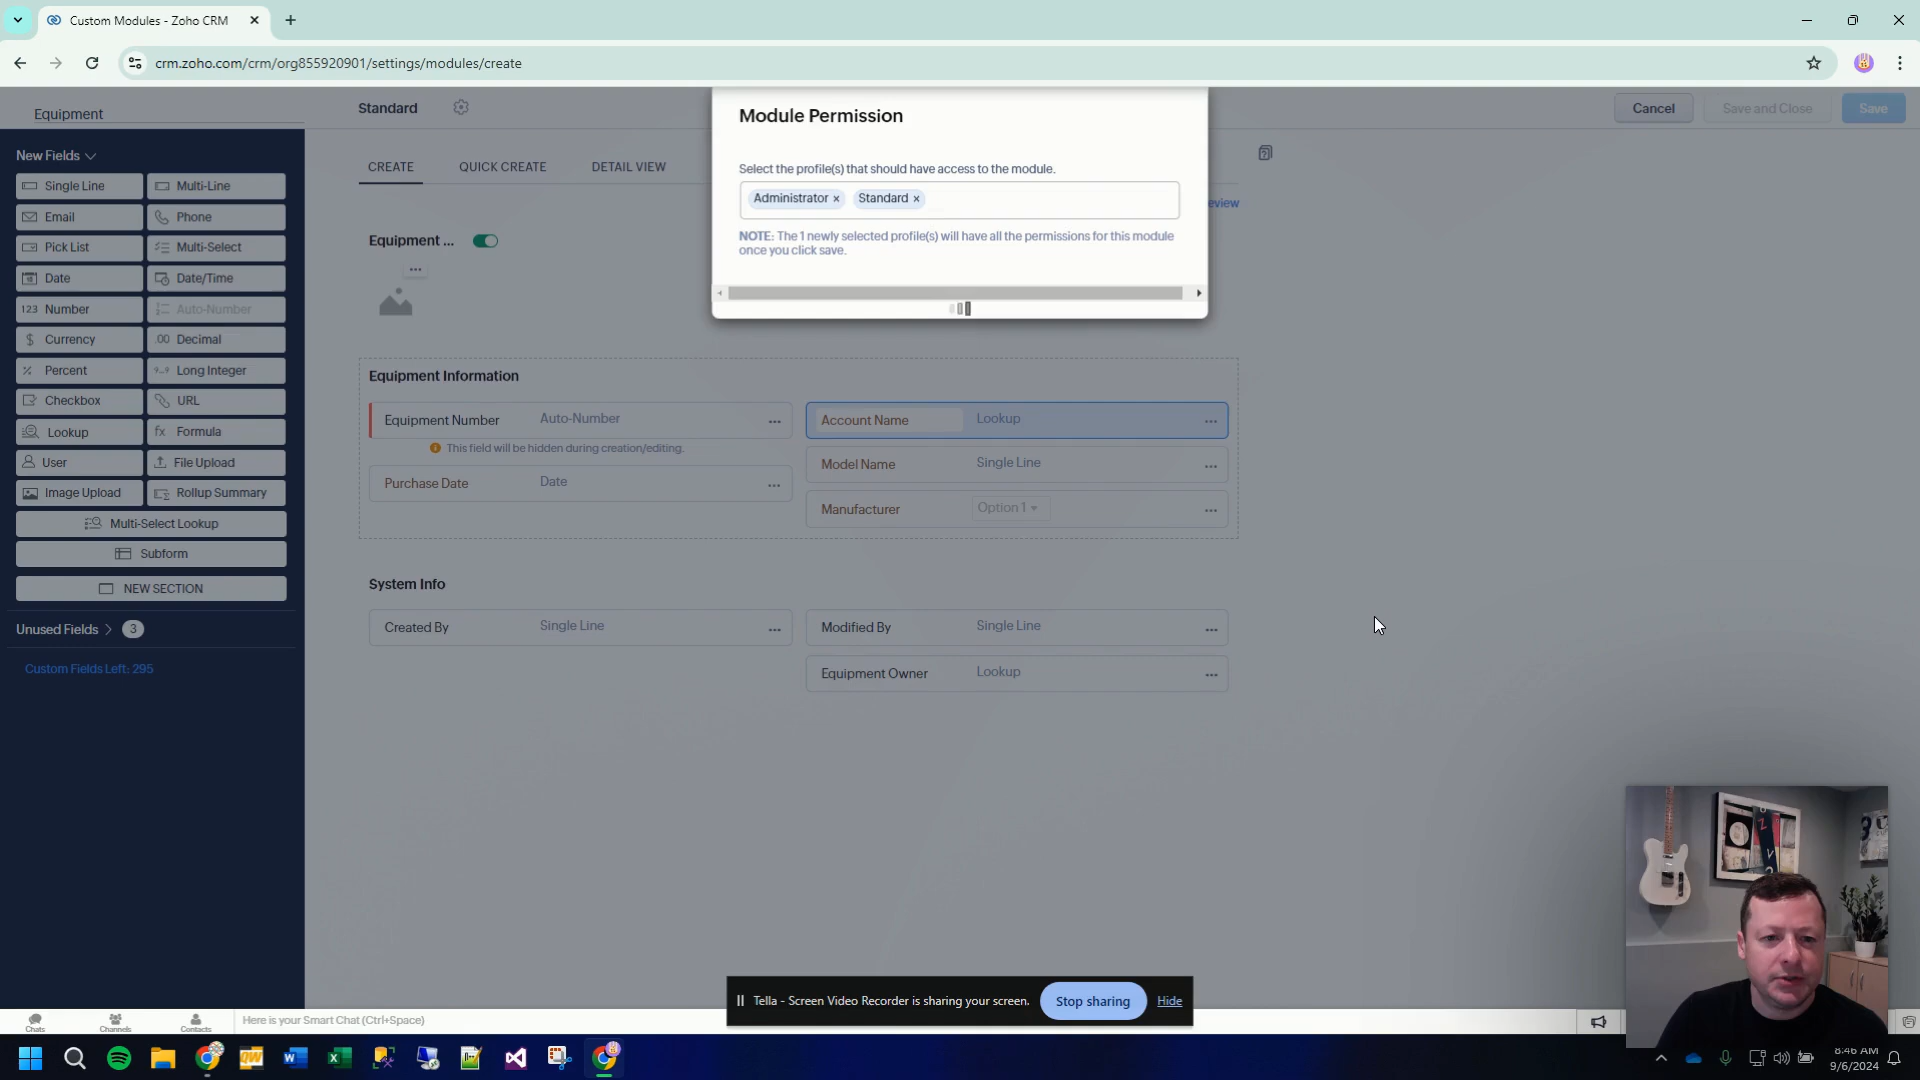 Custom Modules - Zoho CRM
crm.zoho.com/crm/org855920901/settings/modules/create
Equipment
Standard
Cancel
Save and Close
Save
Module Permission
Select the profile(s) that should have access to the module.
Administrator ×
Standard ×
NOTE: The 1 newly selected profile(s) will have all the permissions for this module
once you click save.
New Fields
Single Line
Multi-Line
Email
Phone
Pick List
Multi-Select
Date
Date/Time
123 Number
Auto-Number
$ Currency
.00 Decimal
% Percent
9..9 Long Integer
Checkbox
URL
Lookup
fx Formula
User
File Upload
Image Upload
Rollup Summary
Multi-Select Lookup
Subform
NEW SECTION
Unused Fields > 3
Custom Fields Left: 295
CREATE
QUICK CREATE
DETAIL VIEW
eview
Equipment ...
Equipment Information
Equipment Number
Auto-Number
This field will be hidden during creation/editing.
Purchase Date
Date
Account Name
Lookup
Model Name
Single Line
Manufacturer
Option 1
System Info
Created By
Single Line
Modified By
Single Line
Equipment Owner
Lookup
Tella - Screen Video Recorder is sharing your screen.
Stop sharing
Hide
Chats
Channels
Contacts
Here is your Smart Chat (Ctrl+Space)
8:46 AM
9/6/2024